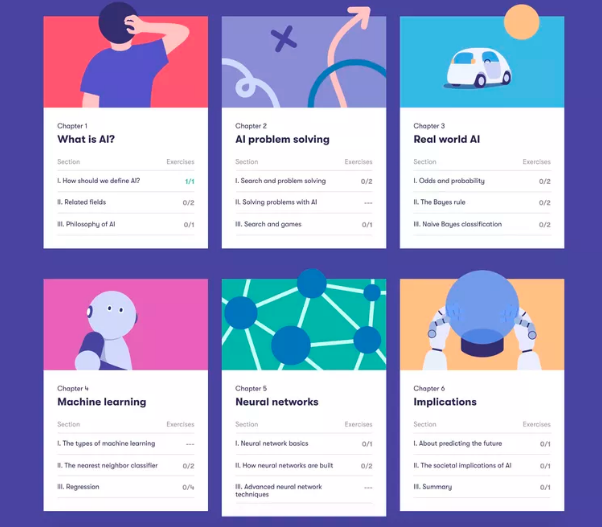 Chapter 1
What is AI?
Section Exercises
I. How should we define AI? 1/1
II. Related fields 0/2
III. Philosophy of AI 0/1
Chapter 2
AI problem solving
Section Exercises
I. Search and problem solving 0/2
II. Solving problems with AI ---
III. Search and games 0/1
Chapter 3
Real world AI
Section Exercises
I. Odds and probability 0/2
II. The Bayes rule 0/2
III. Naive Bayes classification 0/2
Chapter 4
Machine learning
Section Exercises
I. The types of machine learning ---
II. The nearest neighbor classifier 0/2
III. Regression 0/4
Chapter 5
Neural networks
Section Exercises
I. Neural network basics 0/1
II. How neural networks are built 0/2
III. Advanced neural network ---
techniques
Chapter 6
Implications
Section Exercises
I. About predicting the future 0/1
II. The societal implications of AI 0/1
III. Summary 0/1